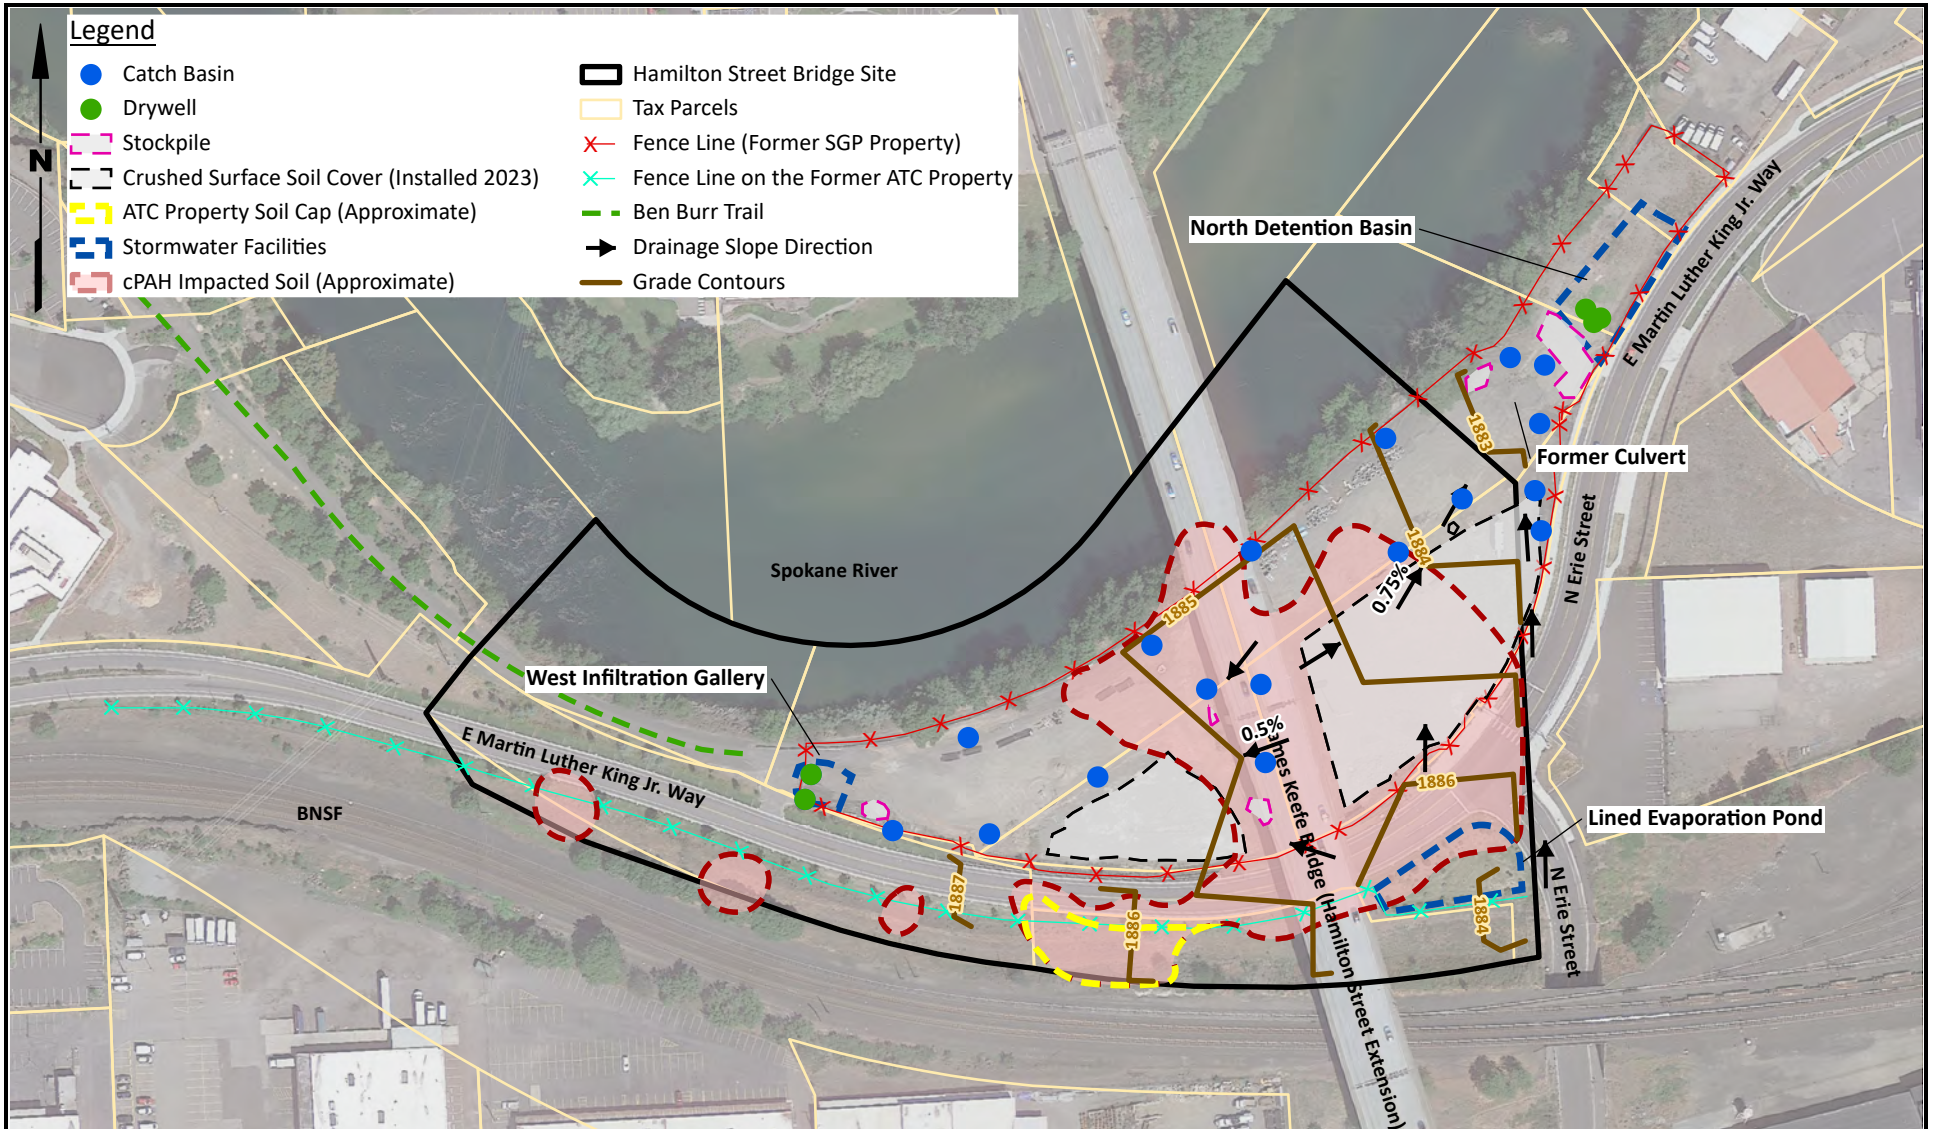 Legend
Catch Basin
Drywell
Stockpile
Crushed Surface Soil Cover (Installed 2023)
ATC Property Soil Cap (Approximate)
Stormwater Facilities
cPAH Impacted Soil (Approximate)
Hamilton Street Bridge Site
Tax Parcels
Fence Line (Former SGP Property)
Fence Line on the Former ATC Property
Ben Burr Trail
Drainage Slope Direction
Grade Contours
N
North Detention Basin
E Martin Luther King Jr. Way
1883
Former Culvert
1884
N Erie Street
Spokane River
0.75%
1885
West Infiltration Gallery
E Martin Luther King Jr. Way
0.5%
1886
BNSF
James Keefe Bridge (Hamilton Street Extension)
Lined Evaporation Pond
1887
1886
1884
N Erie Street